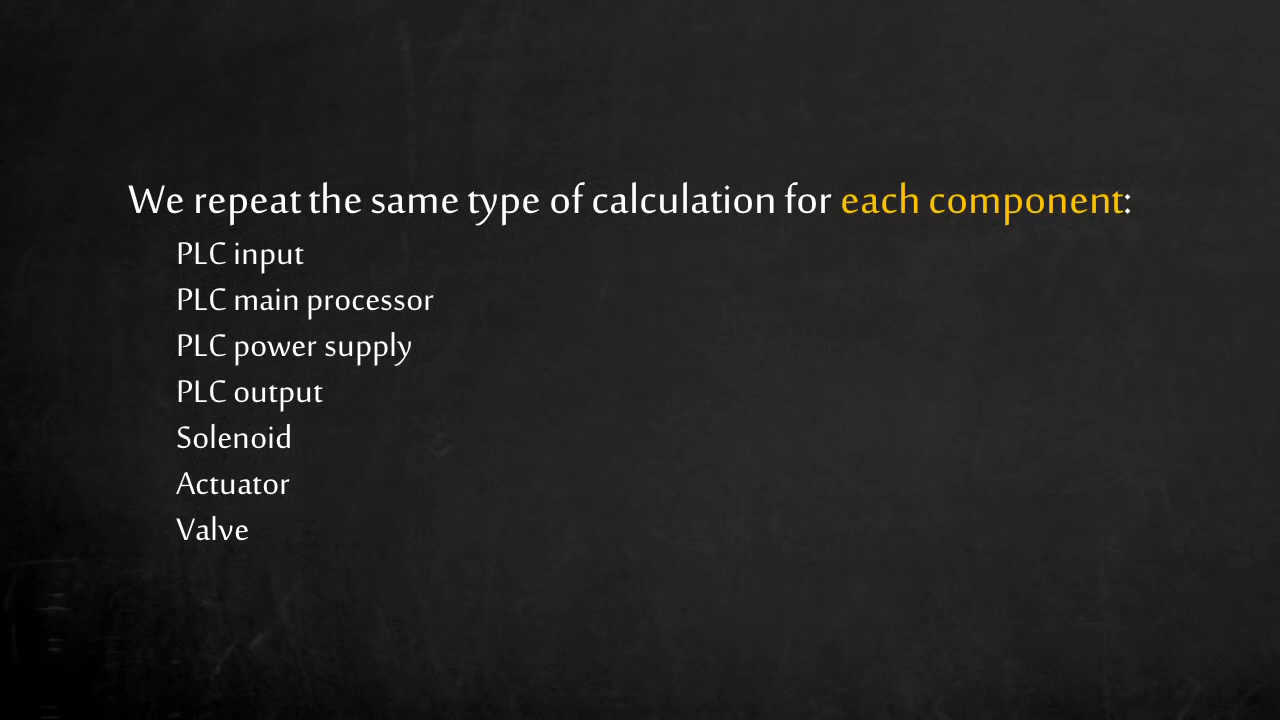 We repeat the same type of calculation for each component:
PLC input
PLC main processor
PLC power supply
PLC output
Solenoid
Actuator
Valve